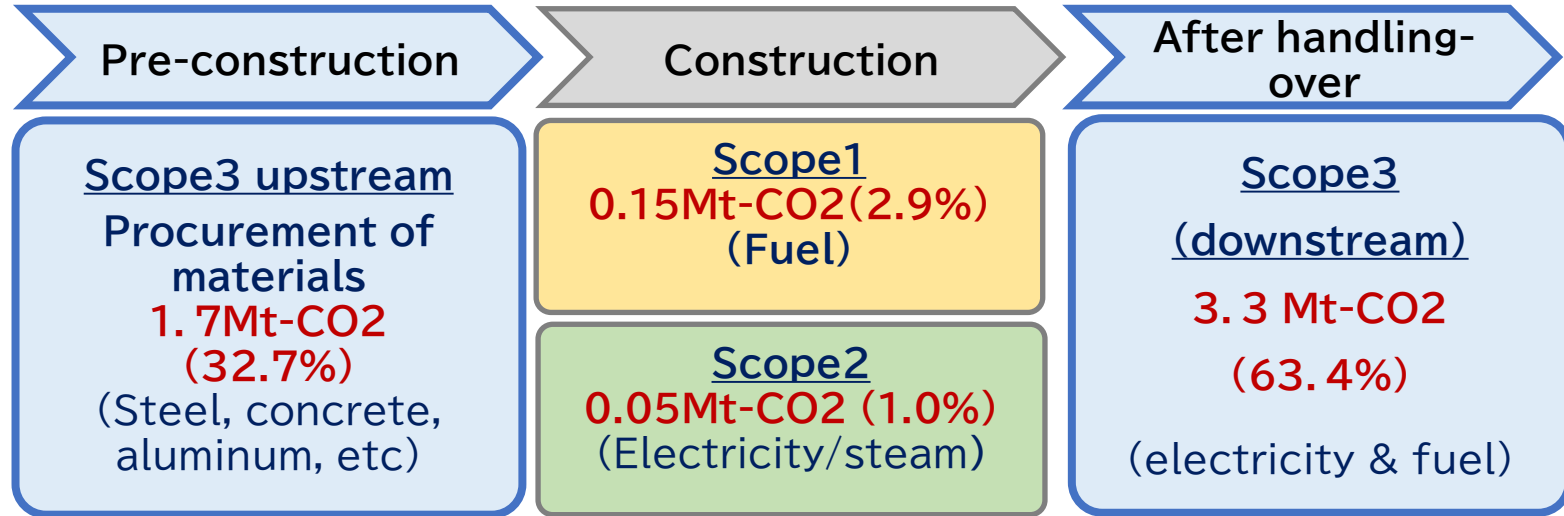 Pre-construction
Construction
After handling-
over
Scope3 upstream
Procurement of
materials
1.7Mt-CO2
(32.7%)
(Steel, concrete,
aluminum, etc)
Scope1
0.15Mt-CO2(2.9%)
(Fuel)
Scope2
0.05Mt-CO2 (1.0%)
(Electricity/steam)
Scope3
(downstream)
3.3 Mt-CO2
(63.4%)
(electricity & fuel)